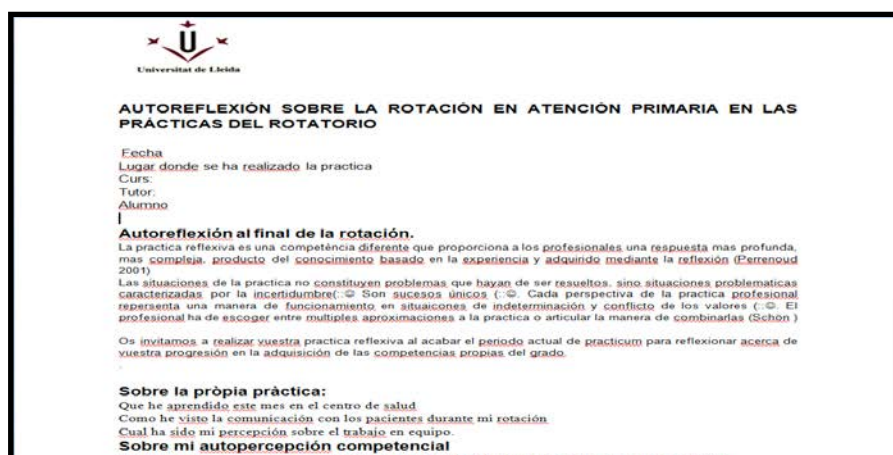 Ü
Universitat de Lleida
AUTOREFLEXIÓN SOBRE LA ROTACIÓN EN ATENCIÓN PRIMARIA EN LAS
PRÁCTICAS DEL ROTATORIO
Fecha
Lugar donde se ha realizado la practica
Curs:
Tutor:
Alumno
Autoreflexión al final de la rotación.
La practica reflexiva es una competència diferente que proporciona a los profesionales una respuesta mas profunda,
mas compleja, producto del conocimiento basado en la experiencia y adquirido mediante la reflexión (Perrenoud
2001)
Las situaciones de la practica no constituyen problemas que hayan de ser resueltos, sino situaciones problematicas
caracterizadas por la incertidumbre(.:☺ Son sucesos únicos (.:☺. Cada perspectiva de la practica profesional
repersenta una manera de funcionamiento en situaicones de indeterminación y conflicto de los valores (.:☺. El
profesional ha de escoger entre multiples aproximaciones a la practica o articular la manera de combinarlas (Schön )
Os invitamos a realizar vuestra practica reflexiva al acabar el periodo actual de practicum para reflexionar acerca de
vuestra progresión en la adquisición de las competencias propias del grado.
.
Sobre la pròpia pràctica:
Que he aprendido este mes en el centro de salud
Como he visto la comunicación con los pacientes durante mi rotación
Cual ha sido mi percepción sobre el trabajo en equipo.
Sobre mi autopercepción competencial